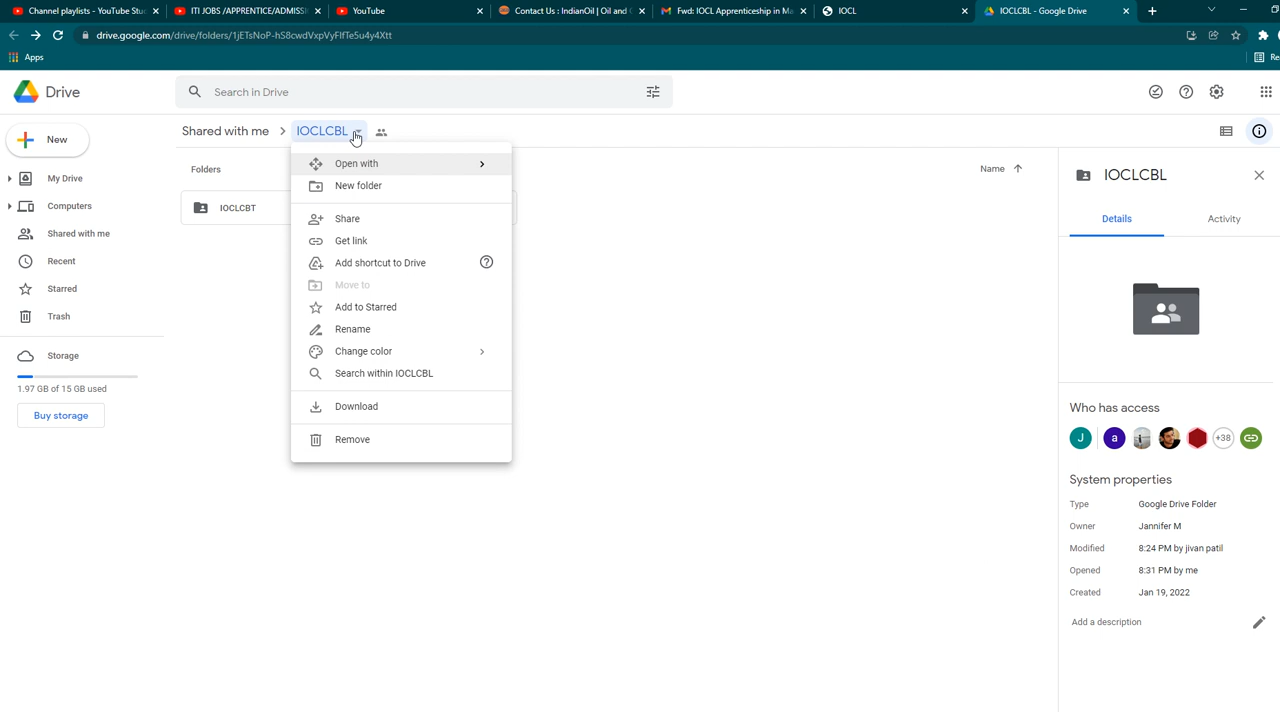 Channel playlists - YouTube Stu
ITI JOBS /APPRENTICE/ADMISS
YouTube
Contact Us : IndianOil | Oil and G
Fwd: IOCL Apprenticeship in Ma
IOCL
IOCLCBL - Google Drive
drive.google.com/drive/folders/1jETsNoP-hS8cwdVxpVyFIfTe5u4y4Xtt
Apps
Re
Drive
Search in Drive
New
Shared with me > IOCLCBL
My Drive
Computers
Shared with me
Recent
Starred
Trash
Storage
1.97 GB of 15 GB used
Buy storage
Folders
Name
IOCLCBT
Open with
New folder
Share
Get link
Add shortcut to Drive
Move to
Add to Starred
Rename
Change color
Search within IOCLCBL
Download
Remove
IOCLCBL
Details
Activity
Who has access
J a +38
System properties
Type Google Drive Folder
Owner Jannifer M
Modified 8:24 PM by jivan patil
Opened 8:31 PM by me
Created Jan 19, 2022
Add a description